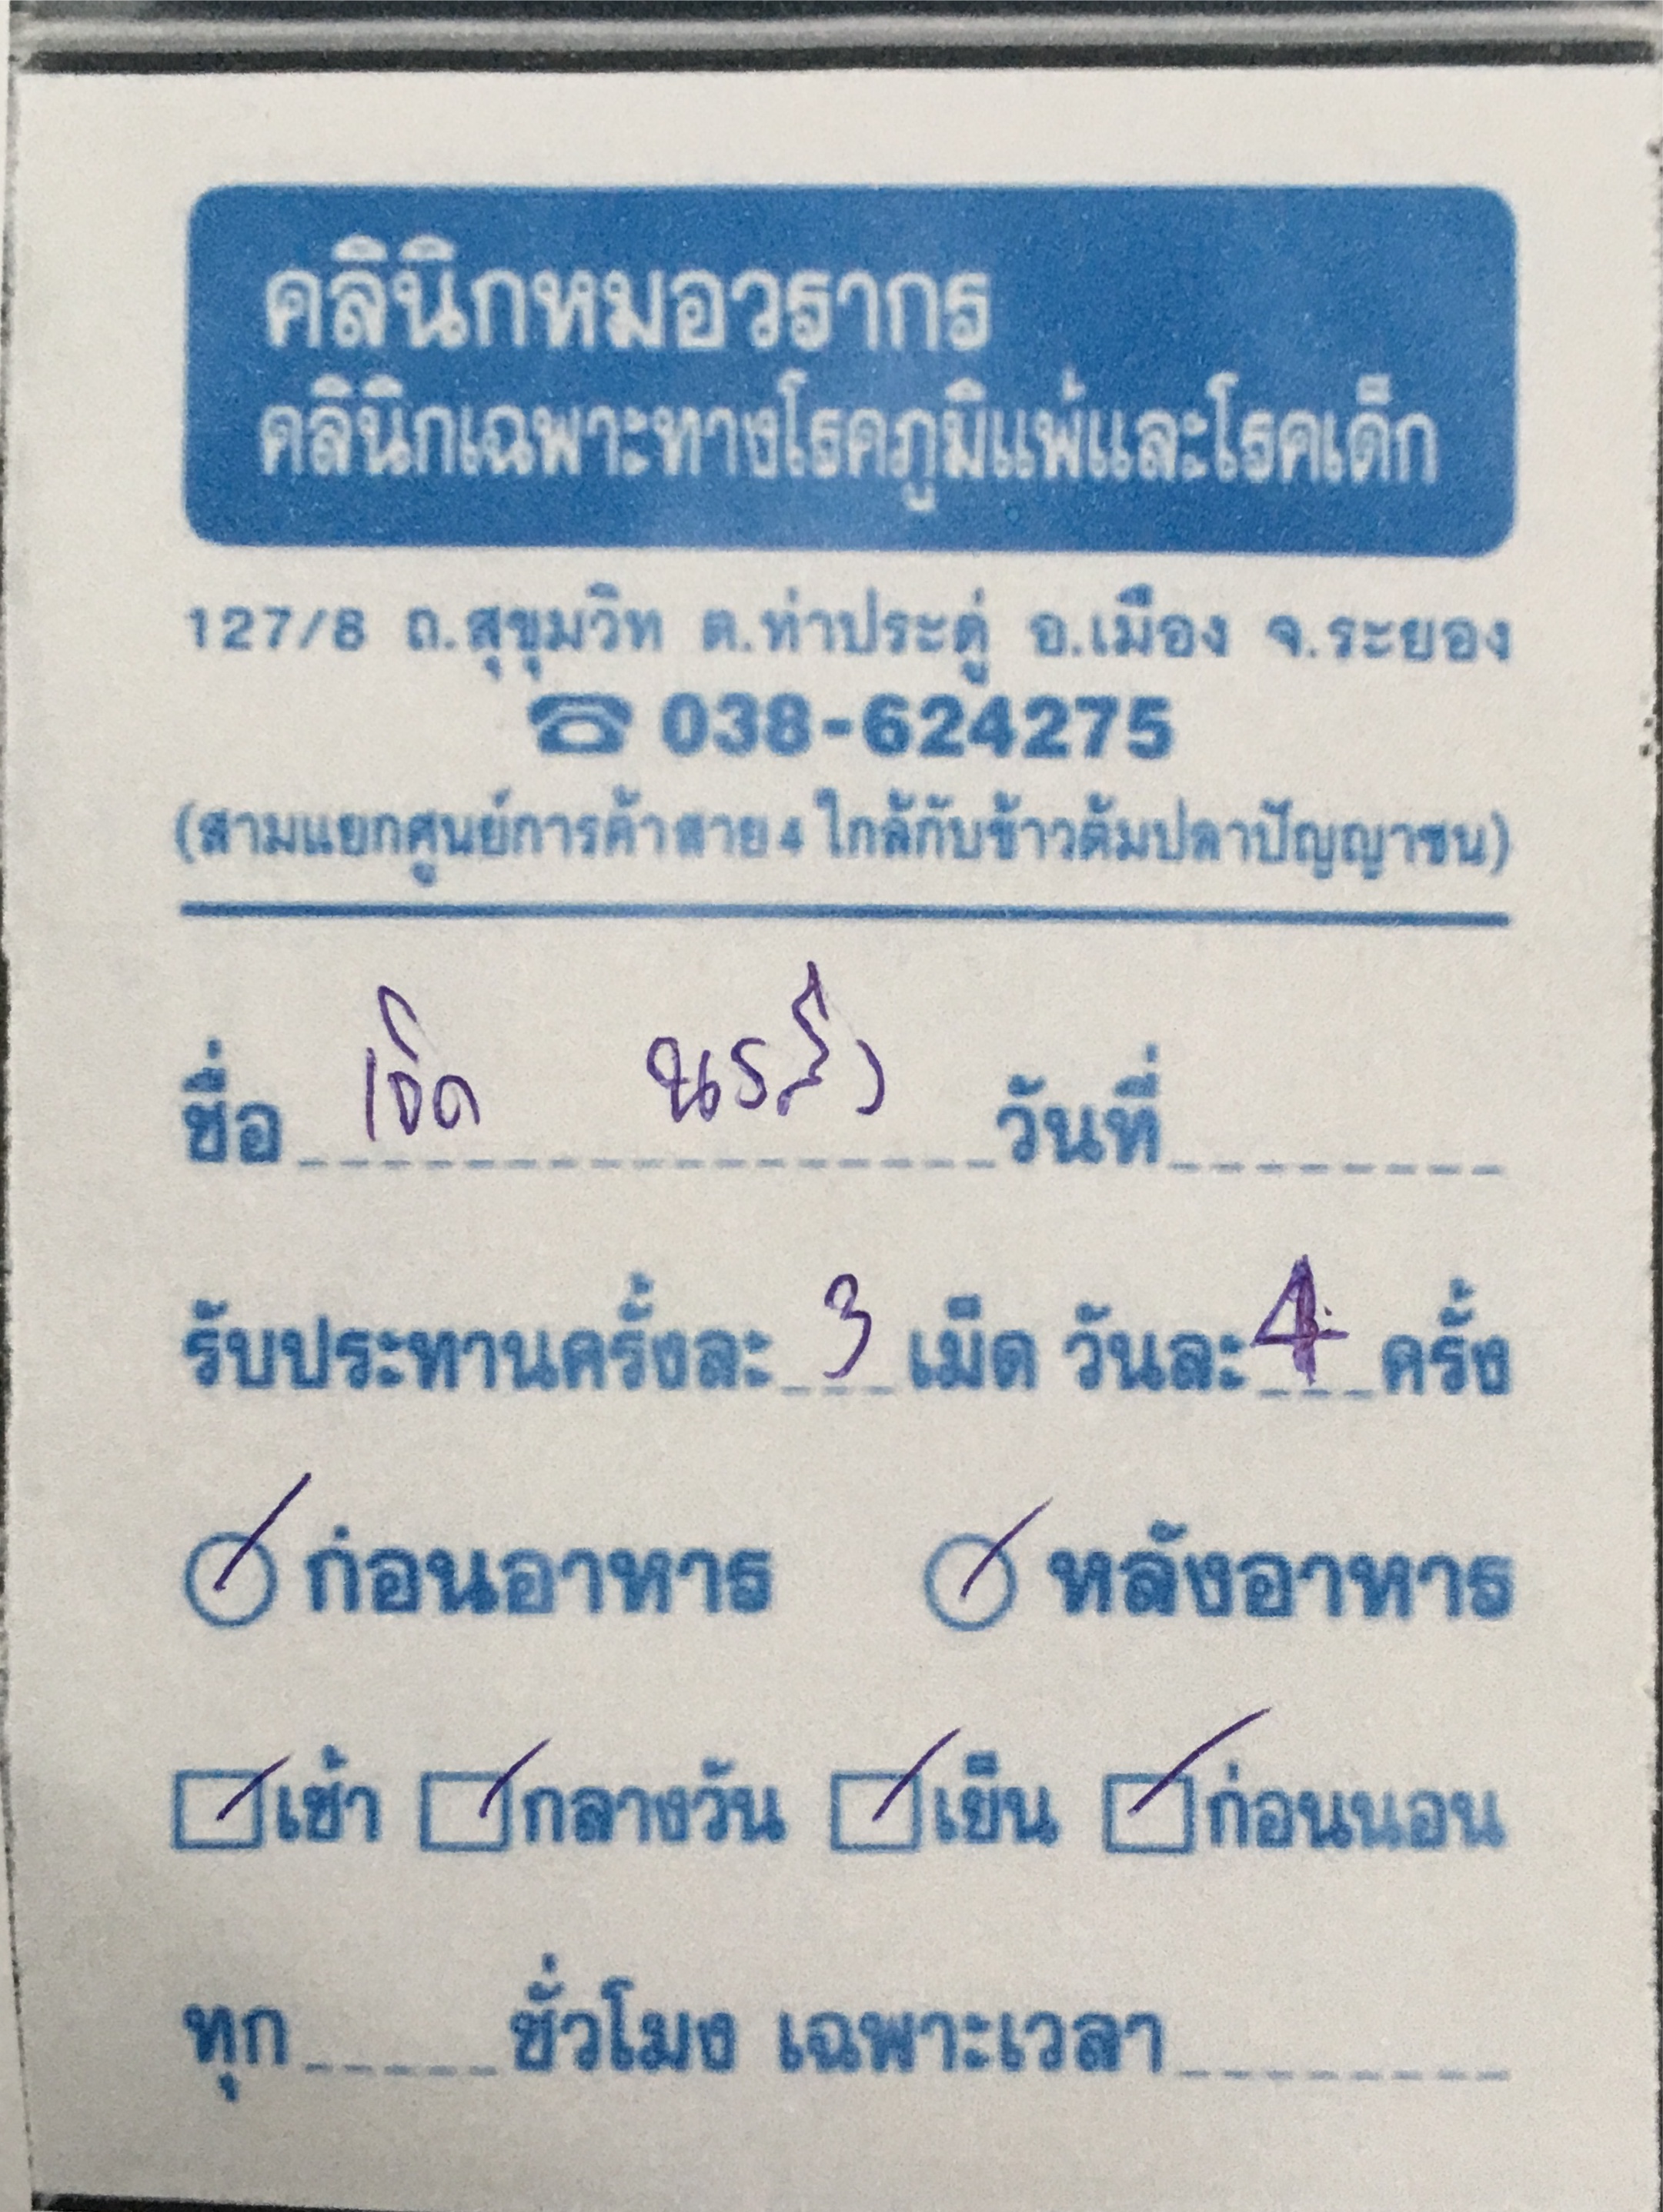 คลินิกหมอวรากร
คลินิกเฉพาะทางโรคภูมิแพ้และโรคเด็ก
127/8 ถ.สุขุมวิท ต.ท่าประดู่ อ.เมือง จ.ระยอง
☎ 038-624275
(สามแยกศูนย์การค้าสาย 4 ใกล้กับข้าวต้มปลาปัญญาชน)
ชื่อ เจิด วันที่
รับประทานครั้งละ 3 เม็ด วันละ 4 ครั้ง
ก่อนอาหาร หลังอาหาร
เช้า กลางวัน เย็น ก่อนนอน
ทุก ชั่วโมง เฉพาะเวลา